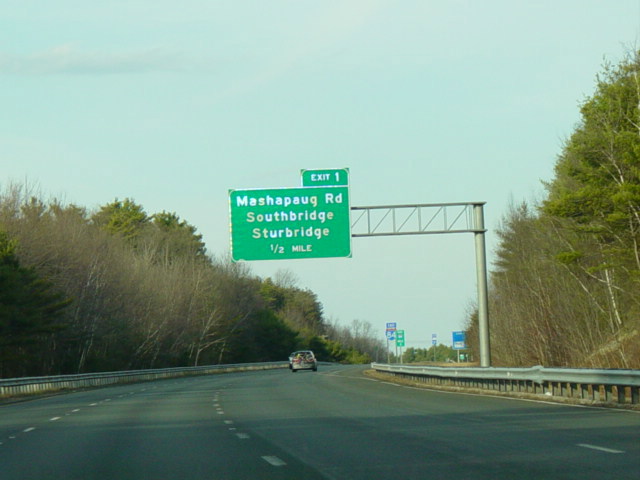 EXIT 1
Mashapaug Rd
Southbridge
Sturbridge
1/2 MILE